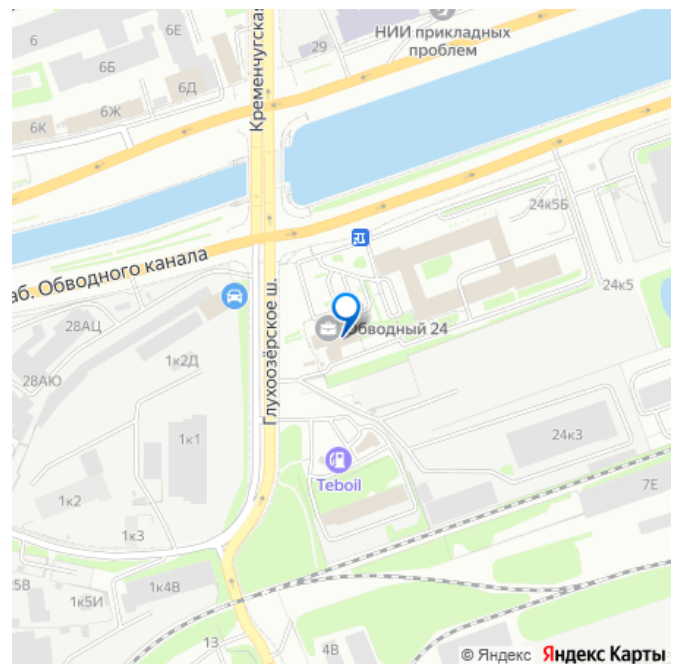 6Е
6
29
НИИ прикладных
проблем
6Б
6Д
6Ж
6К
Кременчугская
24к5Б
аб. Обводного канала
24к5
28АЦ
Обводный 24
1к2Д
28АЮ
Глухоозёрское ш.
1к1
24к3
Teboil
7Е
1к2
1к3
5В
1к4В
1к5И
13
4В
© Яндекс Яндекс Карты